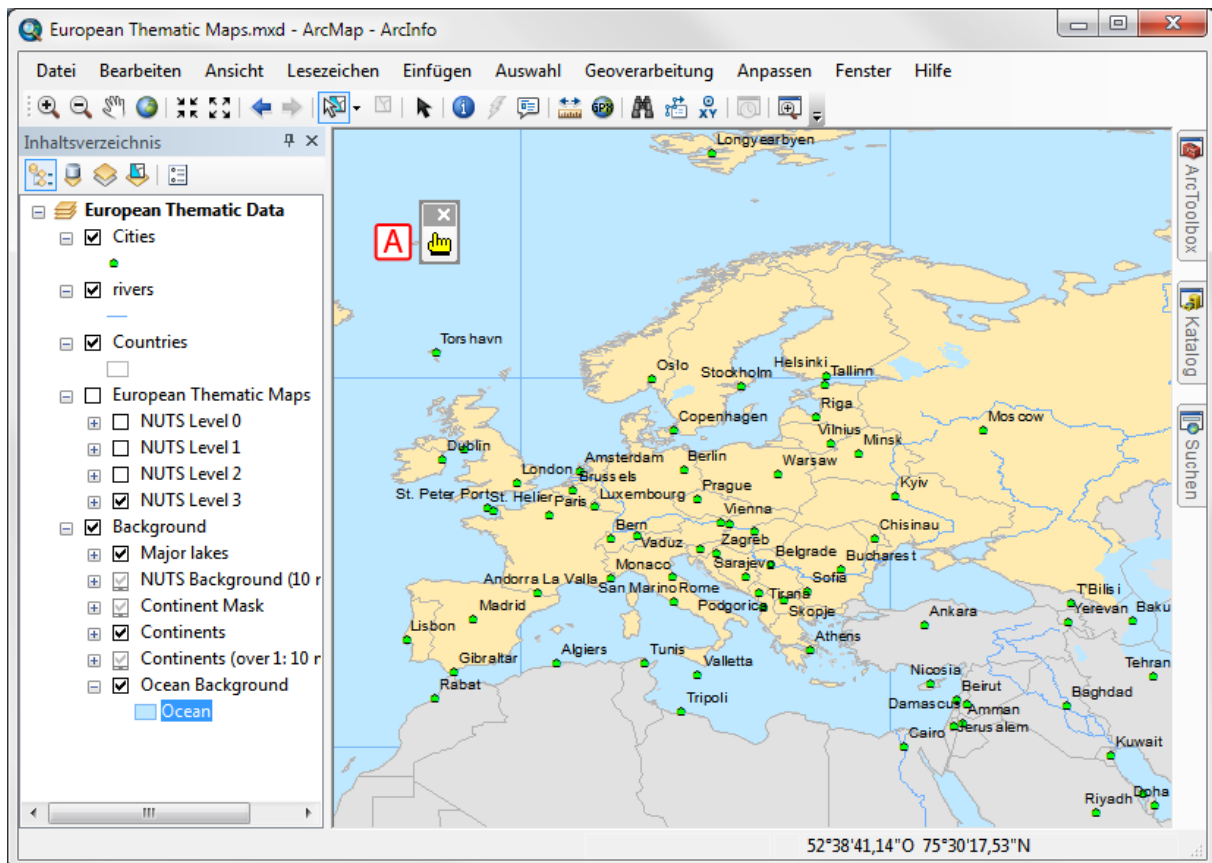 European Thematic Maps.mxd - ArcMap - ArcInfo
Datei Bearbeiten Ansicht Lesezeichen Einfügen Auswahl Geoverarbeitung Anpassen Fenster Hilfe
GPS XY
Inhaltsverzeichnis
European Thematic Data
Cities
rivers
Countries
European Thematic Maps
NUTS Level 0
NUTS Level 1
NUTS Level 2
NUTS Level 3
Background
Major lakes
NUTS Background (10 r
Continent Mask
Continents
Continents (over 1: 10 r
Ocean Background
Ocean
A
Longyearbyen
Torshavn
Oslo
Stockholm
Helsinki
Tallinn
Riga
Copenhagen
Moscow
Vilnius
Minsk
Dublin
London
Amsterdam
Brussels
Berlin
Warsaw
St. Peter Port
St. Helier
Paris
Luxembourg
Prague
Kyiv
Vienna
Bern
Vaduz
Zagreb
Chisinau
Monaco
Sarajevo
Belgrade
Bucharest
Andorra La Valla
San Marino
Rome
Sofia
Madrid
Podgorica
Tirana
Skopje
T'Bilisi
Lisbon
Ankara
Yerevan
Baku
Athens
Gibraltar
Algiers
Tunis
Valletta
Nicosia
Tehran
Rabat
Tripoli
Beirut
Damascus
Amman
Baghdad
Jerusalem
Cairo
Kuwait
Riyadh
Doha
ArcToolbox
Katalog
Suchen
52°38'41,14"O 75°30'17,53"N